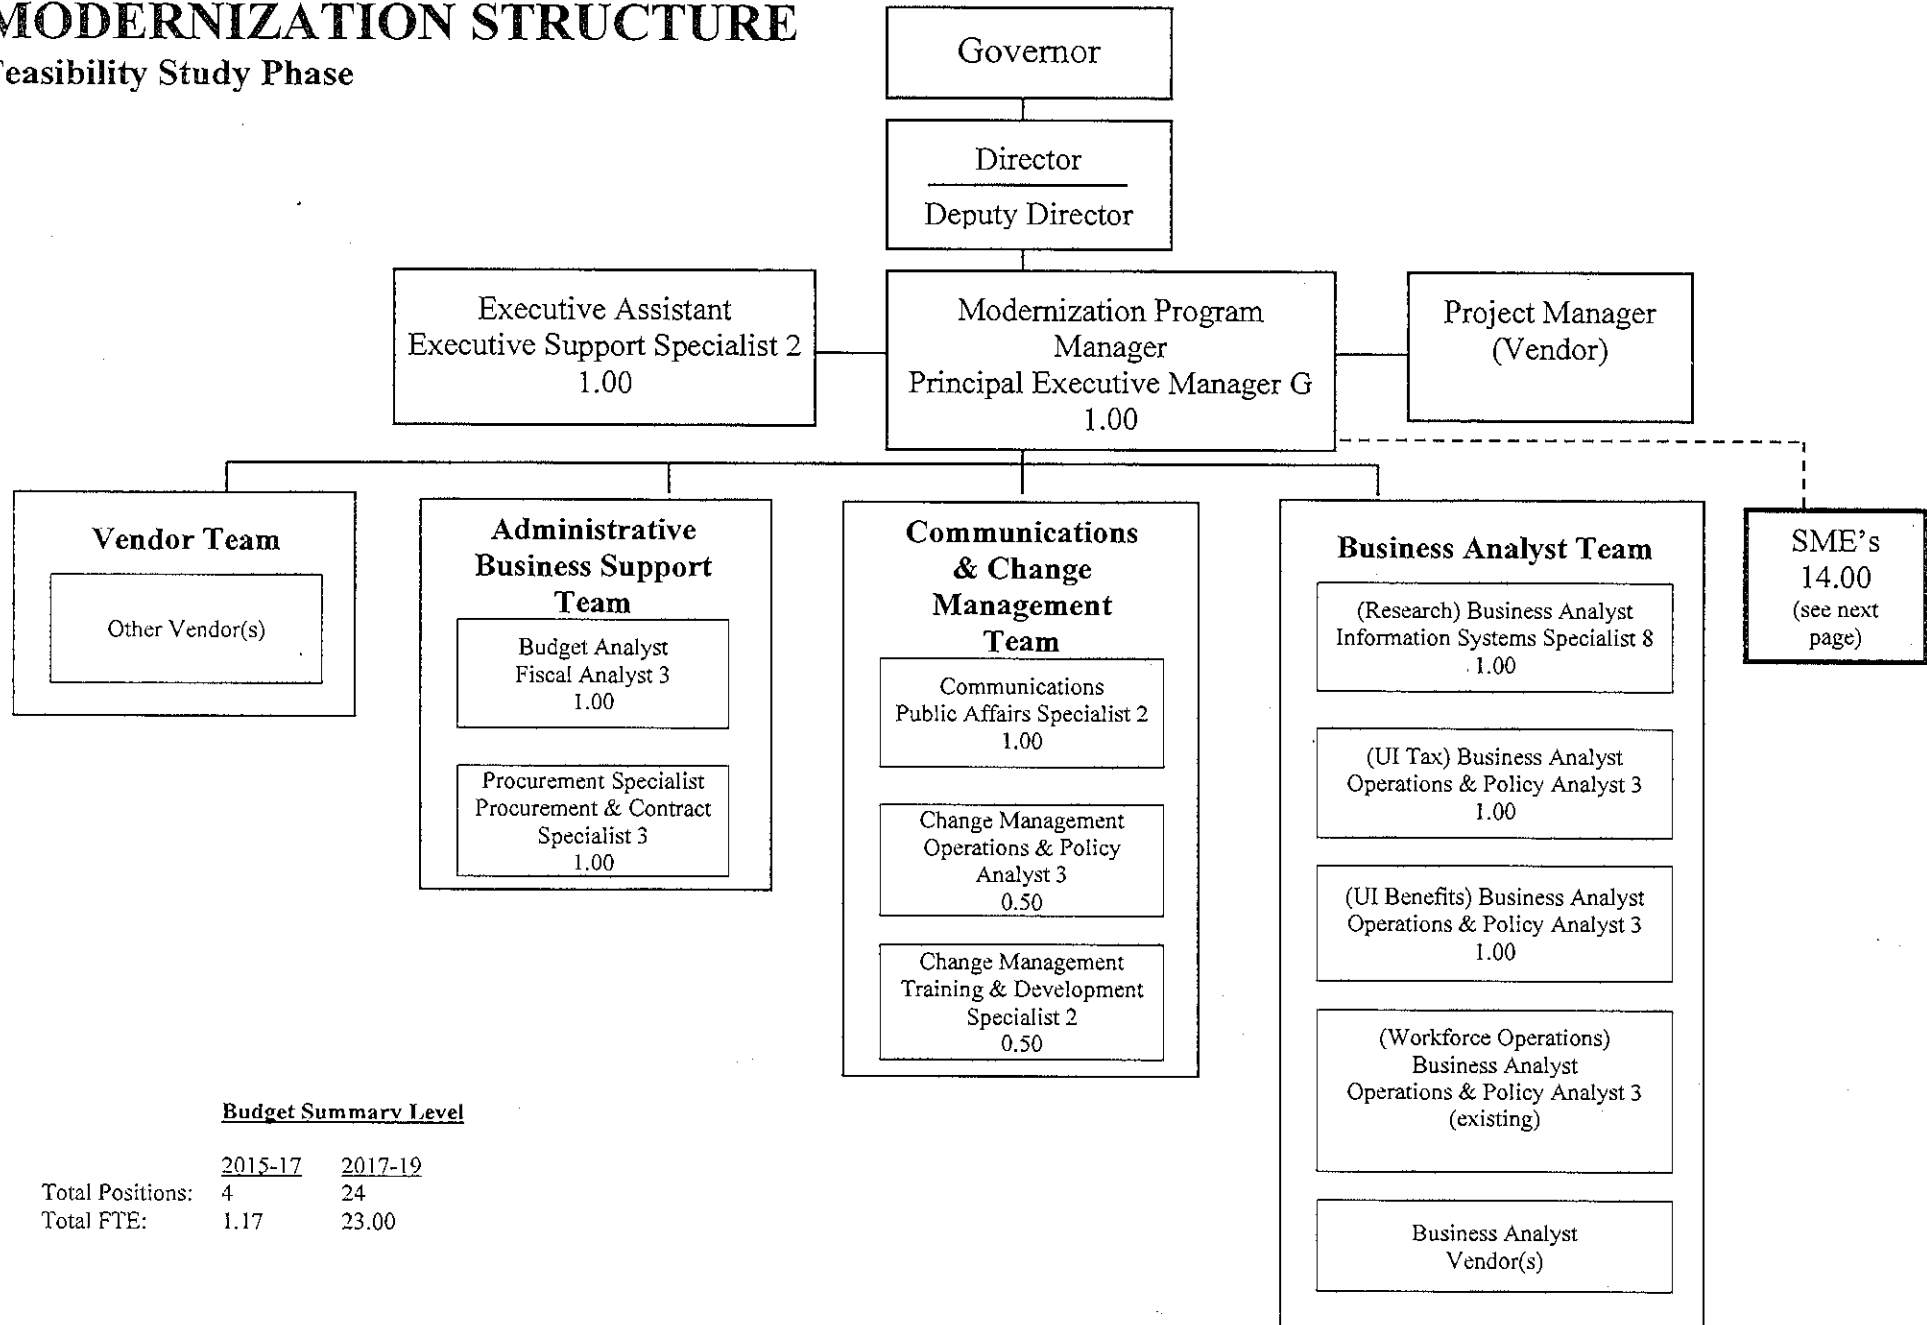 MODERNIZATION STRUCTURE
Feasibility Study Phase
Governor
Director
Deputy Director
Executive Assistant
Executive Support Specialist 2
1.00
Modernization Program
Manager
Principal Executive Manager G
1.00
Project Manager
(Vendor)
Vendor Team
Other Vendor(s)
Administrative
Business Support
Team
Budget Analyst
Fiscal Analyst 3
1.00
Procurement Specialist
Procurement & Contract
Specialist 3
1.00
Communications
& Change
Management
Team
Communications
Public Affairs Specialist 2
1.00
Change Management
Operations & Policy
Analyst 3
0.50
Change Management
Training & Development
Specialist 2
0.50
Business Analyst Team
(Research) Business Analyst
Information Systems Specialist 8
1.00
(UI Tax) Business Analyst
Operations & Policy Analyst 3
1.00
(UI Benefits) Business Analyst
Operations & Policy Analyst 3
1.00
(Workforce Operations)
Business Analyst
Operations & Policy Analyst 3
(existing)
Business Analyst
Vendor(s)
SME's
14.00
(see next
page)
Budget Summary Level
2015-17 2017-19
Total Positions: 4 24
Total FTE: 1.17 23.00